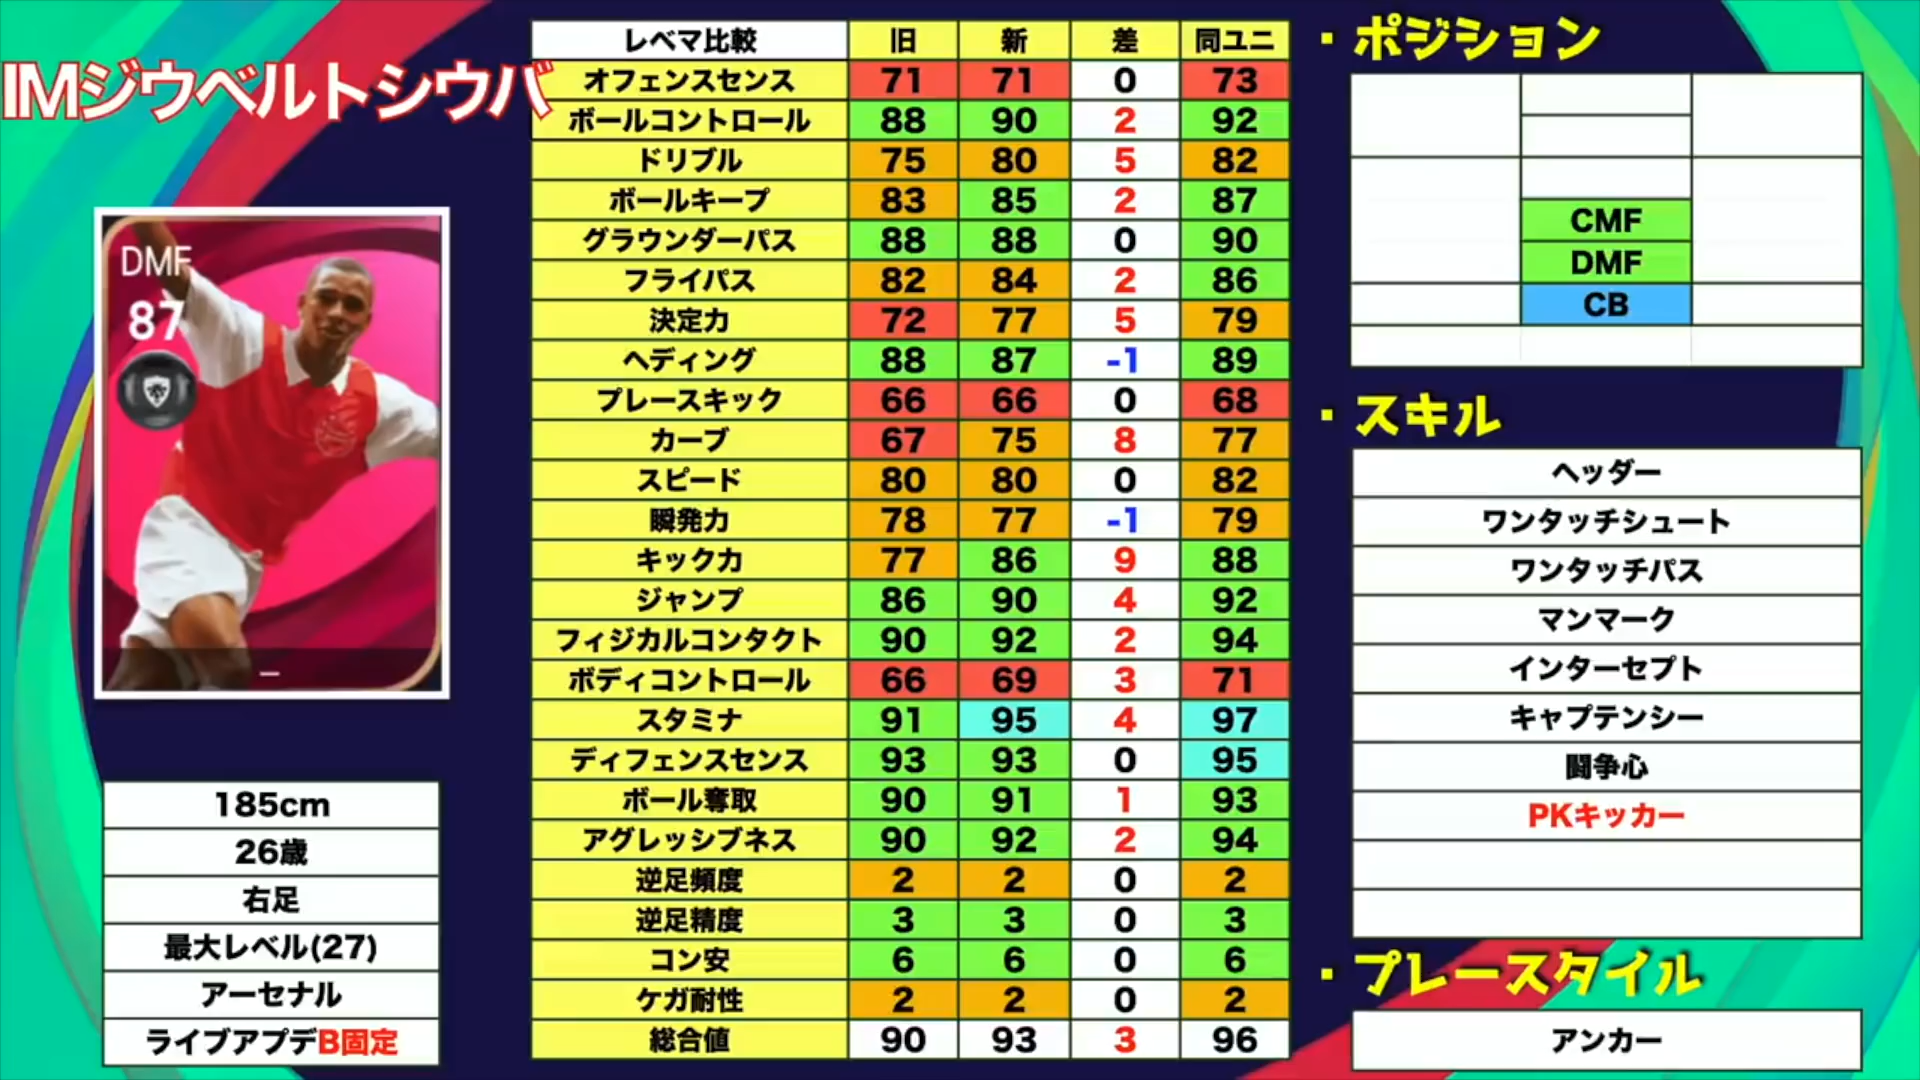 IMジウベルトシウバ
DMF
87
185cm
26歳
右足
最大レベル(27)
アーセナル
ライブアプデB固定
レベマ比較 旧 新 差 同ユニ
オフェンスセンス 71 71 0 73
ボールコントロール 88 90 2 92
ドリブル 75 80 5 82
ボールキープ 83 85 2 87
グラウンダーパス 88 88 0 90
フライパス 82 84 2 86
決定力 72 77 5 79
ヘディング 88 87 -1 89
プレースキック 66 66 0 68
カーブ 67 75 8 77
スピード 80 80 0 82
瞬発力 78 77 -1 79
キック力 77 86 9 88
ジャンプ 86 90 4 92
フィジカルコンタクト 90 92 2 94
ボディコントロール 66 69 3 71
スタミナ 91 95 4 97
ディフェンスセンス 93 93 0 95
ボール奪取 90 91 1 93
アグレッシブネス 90 92 2 94
逆足頻度 2 2 0 2
逆足精度 3 3 0 3
コン安 6 6 0 6
ケガ耐性 2 2 0 2
総合値 90 93 3 96
・ポジション
CMF
DMF
CB
・スキル
ヘッダー
ワンタッチシュート
ワンタッチパス
マンマーク
インターセプト
キャプテンシー
闘争心
PKキッカー
・プレースタイル
アンカー